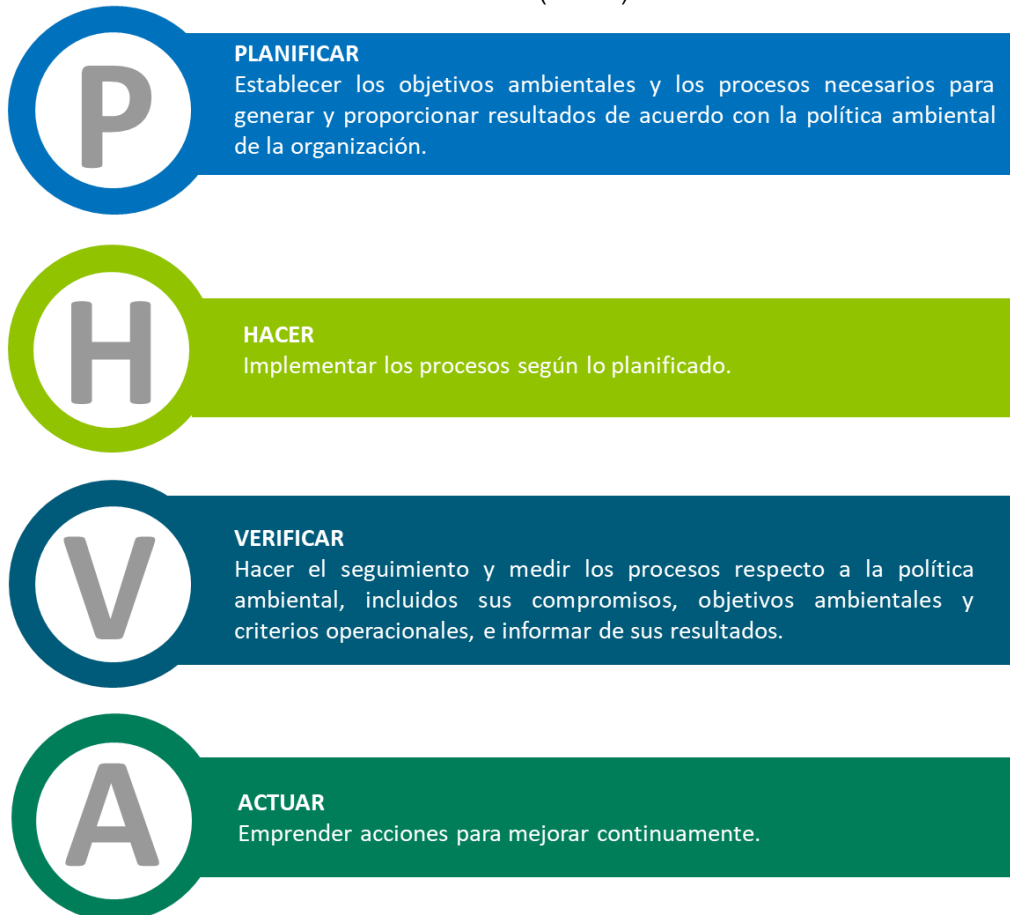 P
PLANIFICAR
Establecer los objetivos ambientales y los procesos necesarios para
generar y proporcionar resultados de acuerdo con la política ambiental
de la organización.
H
HACER
Implementar los procesos según lo planificado.
V
VERIFICAR
Hacer el seguimiento y medir los procesos respecto a la política
ambiental, incluidos sus compromisos, objetivos ambientales y
criterios operacionales, e informar de sus resultados.
A
ACTUAR
Emprender acciones para mejorar continuamente.